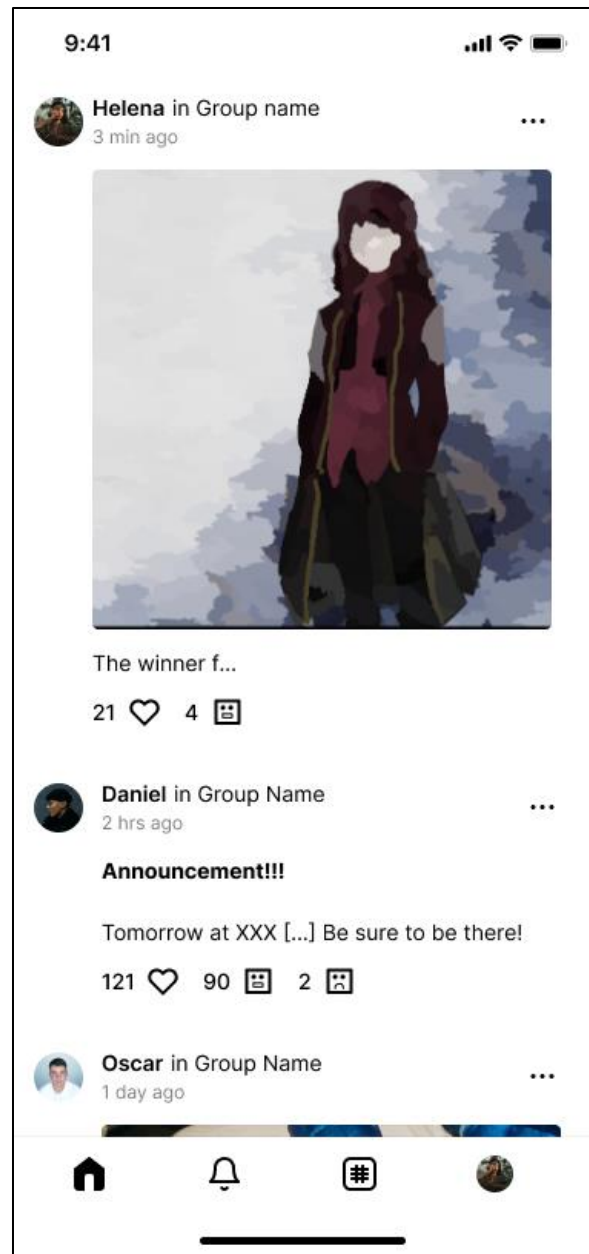 9:41
Helena in Group name
3 min ago
The winner f...
21 4
Daniel in Group Name
2 hrs ago
Announcement!!!
Tomorrow at XXX [...] Be sure to be there!
121 90 2
Oscar in Group Name
1 day ago